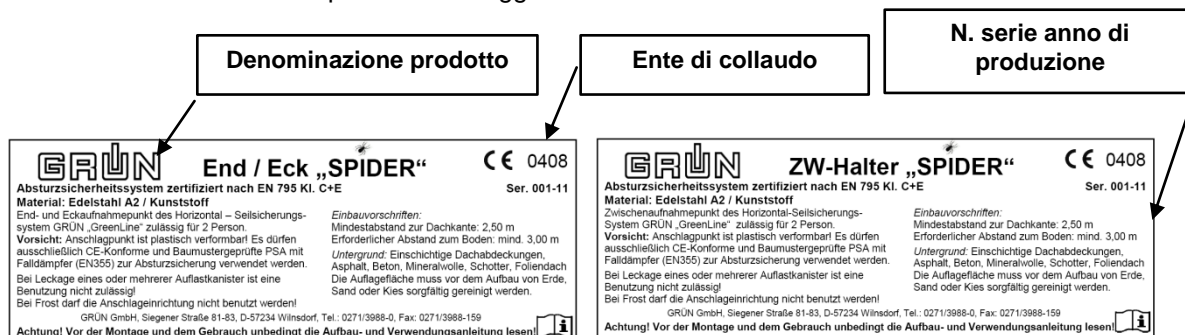 Denominazione prodotto
Ente di collaudo
N. serie anno di
produzione
GRÜN End / Eck „SPIDER“ CE 0408
Absturzsicherheitssystem zertifiziert nach EN 795 Kl. C+E Ser. 001-11
Material: Edelstahl A2 / Kunststoff
End- und Eckaufnahmepunkt des Horizontal – Seilsicherungs-
system GRÜN „GreenLine“ zulässig für 2 Person.
Vorsicht: Anschlagpunkt ist plastisch verformbar! Es dürfen
ausschließlich CE-Konforme und Baumustergeprüfte PSA mit
Falldämpfer (EN355) zur Absturzsicherung verwendet werden.
Bei Leckage eines oder mehrerer Auflastkanister ist eine
Benutzung nicht zulässig!
Bei Frost darf die Anschlageinrichtung nicht benutzt werden!
Einbauvorschriften:
Mindestabstand zur Dachkante: 2,50 m
Erforderlicher Abstand zum Boden: mind. 3,00 m
Untergrund: Einschichtige Dachabdeckungen,
Asphalt, Beton, Mineralwolle, Schotter, Foliendach
Die Auflagefläche muss vor dem Aufbau von Erde,
Sand oder Kies sorgfältig gereinigt werden.
GRÜN GmbH, Siegener Straße 81-83, D-57234 Wilnsdorf, Tel.: 0271/3988-0, Fax: 0271/3988-159
Achtung! Vor der Montage und dem Gebrauch unbedingt die Aufbau- und Verwendungsanleitung lesen!
GRÜN ZW-Halter „SPIDER“ CE 0408
Absturzsicherheitssystem zertifiziert nach EN 795 Kl. C+E Ser. 001-11
Material: Edelstahl A2 / Kunststoff
Zwischenaufnahmepunkt des Horizontal-Seilsicherungs-
System GRÜN „GreenLine“ zulässig für 2 Person.
Vorsicht: Anschlagpunkt ist plastisch verformbar! Es dürfen
ausschließlich CE-Konforme und Baumustergeprüfte PSA mit
Falldämpfer (EN355) zur Absturzsicherung verwendet werden.
Bei Leckage eines oder mehrerer Auflastkanister ist eine
Benutzung nicht zulässig!
Bei Frost darf die Anschlageinrichtung nicht benutzt werden!
Einbauvorschriften:
Mindestabstand zur Dachkante: 2,50 m
Erforderlicher Abstand zum Boden: mind. 3,00 m
Untergrund: Einschichtige Dachabdeckungen,
Asphalt, Beton, Mineralwolle, Schotter, Foliendach
Die Auflagefläche muss vor dem Aufbau von Erde,
Sand oder Kies sorgfältig gereinigt werden.
GRÜN GmbH, Siegener Straße 81-83, D-57234 Wilnsdorf, Tel.: 0271/3988-0, Fax: 0271/3988-159
Achtung! Vor der Montage und dem Gebrauch unbedingt die Aufbau- und Verwendungsanleitung lesen!